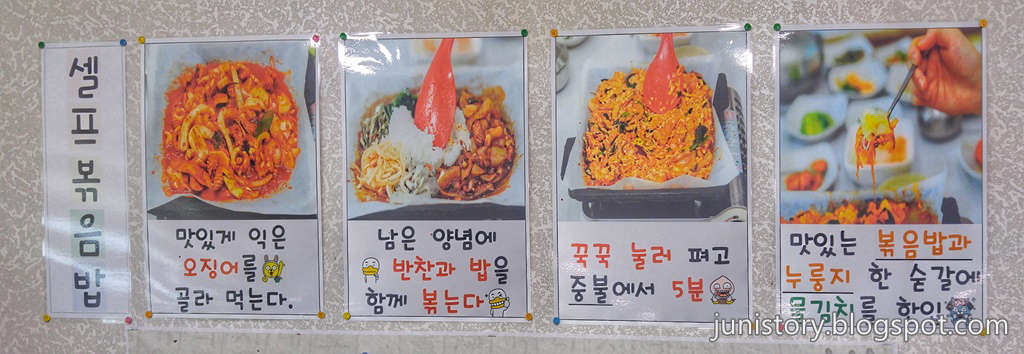 셀프볶음밥
맛있게 익은
오징어를
골라 먹는다.
남은 양념에
반찬과 밥을
함께 볶는다
꾹꾹 눌러 펴고
중불에서 5분
맛있는 볶음밥과
누룽지 한 숟갈에
물김치를 하입
junistory.blogspot.com